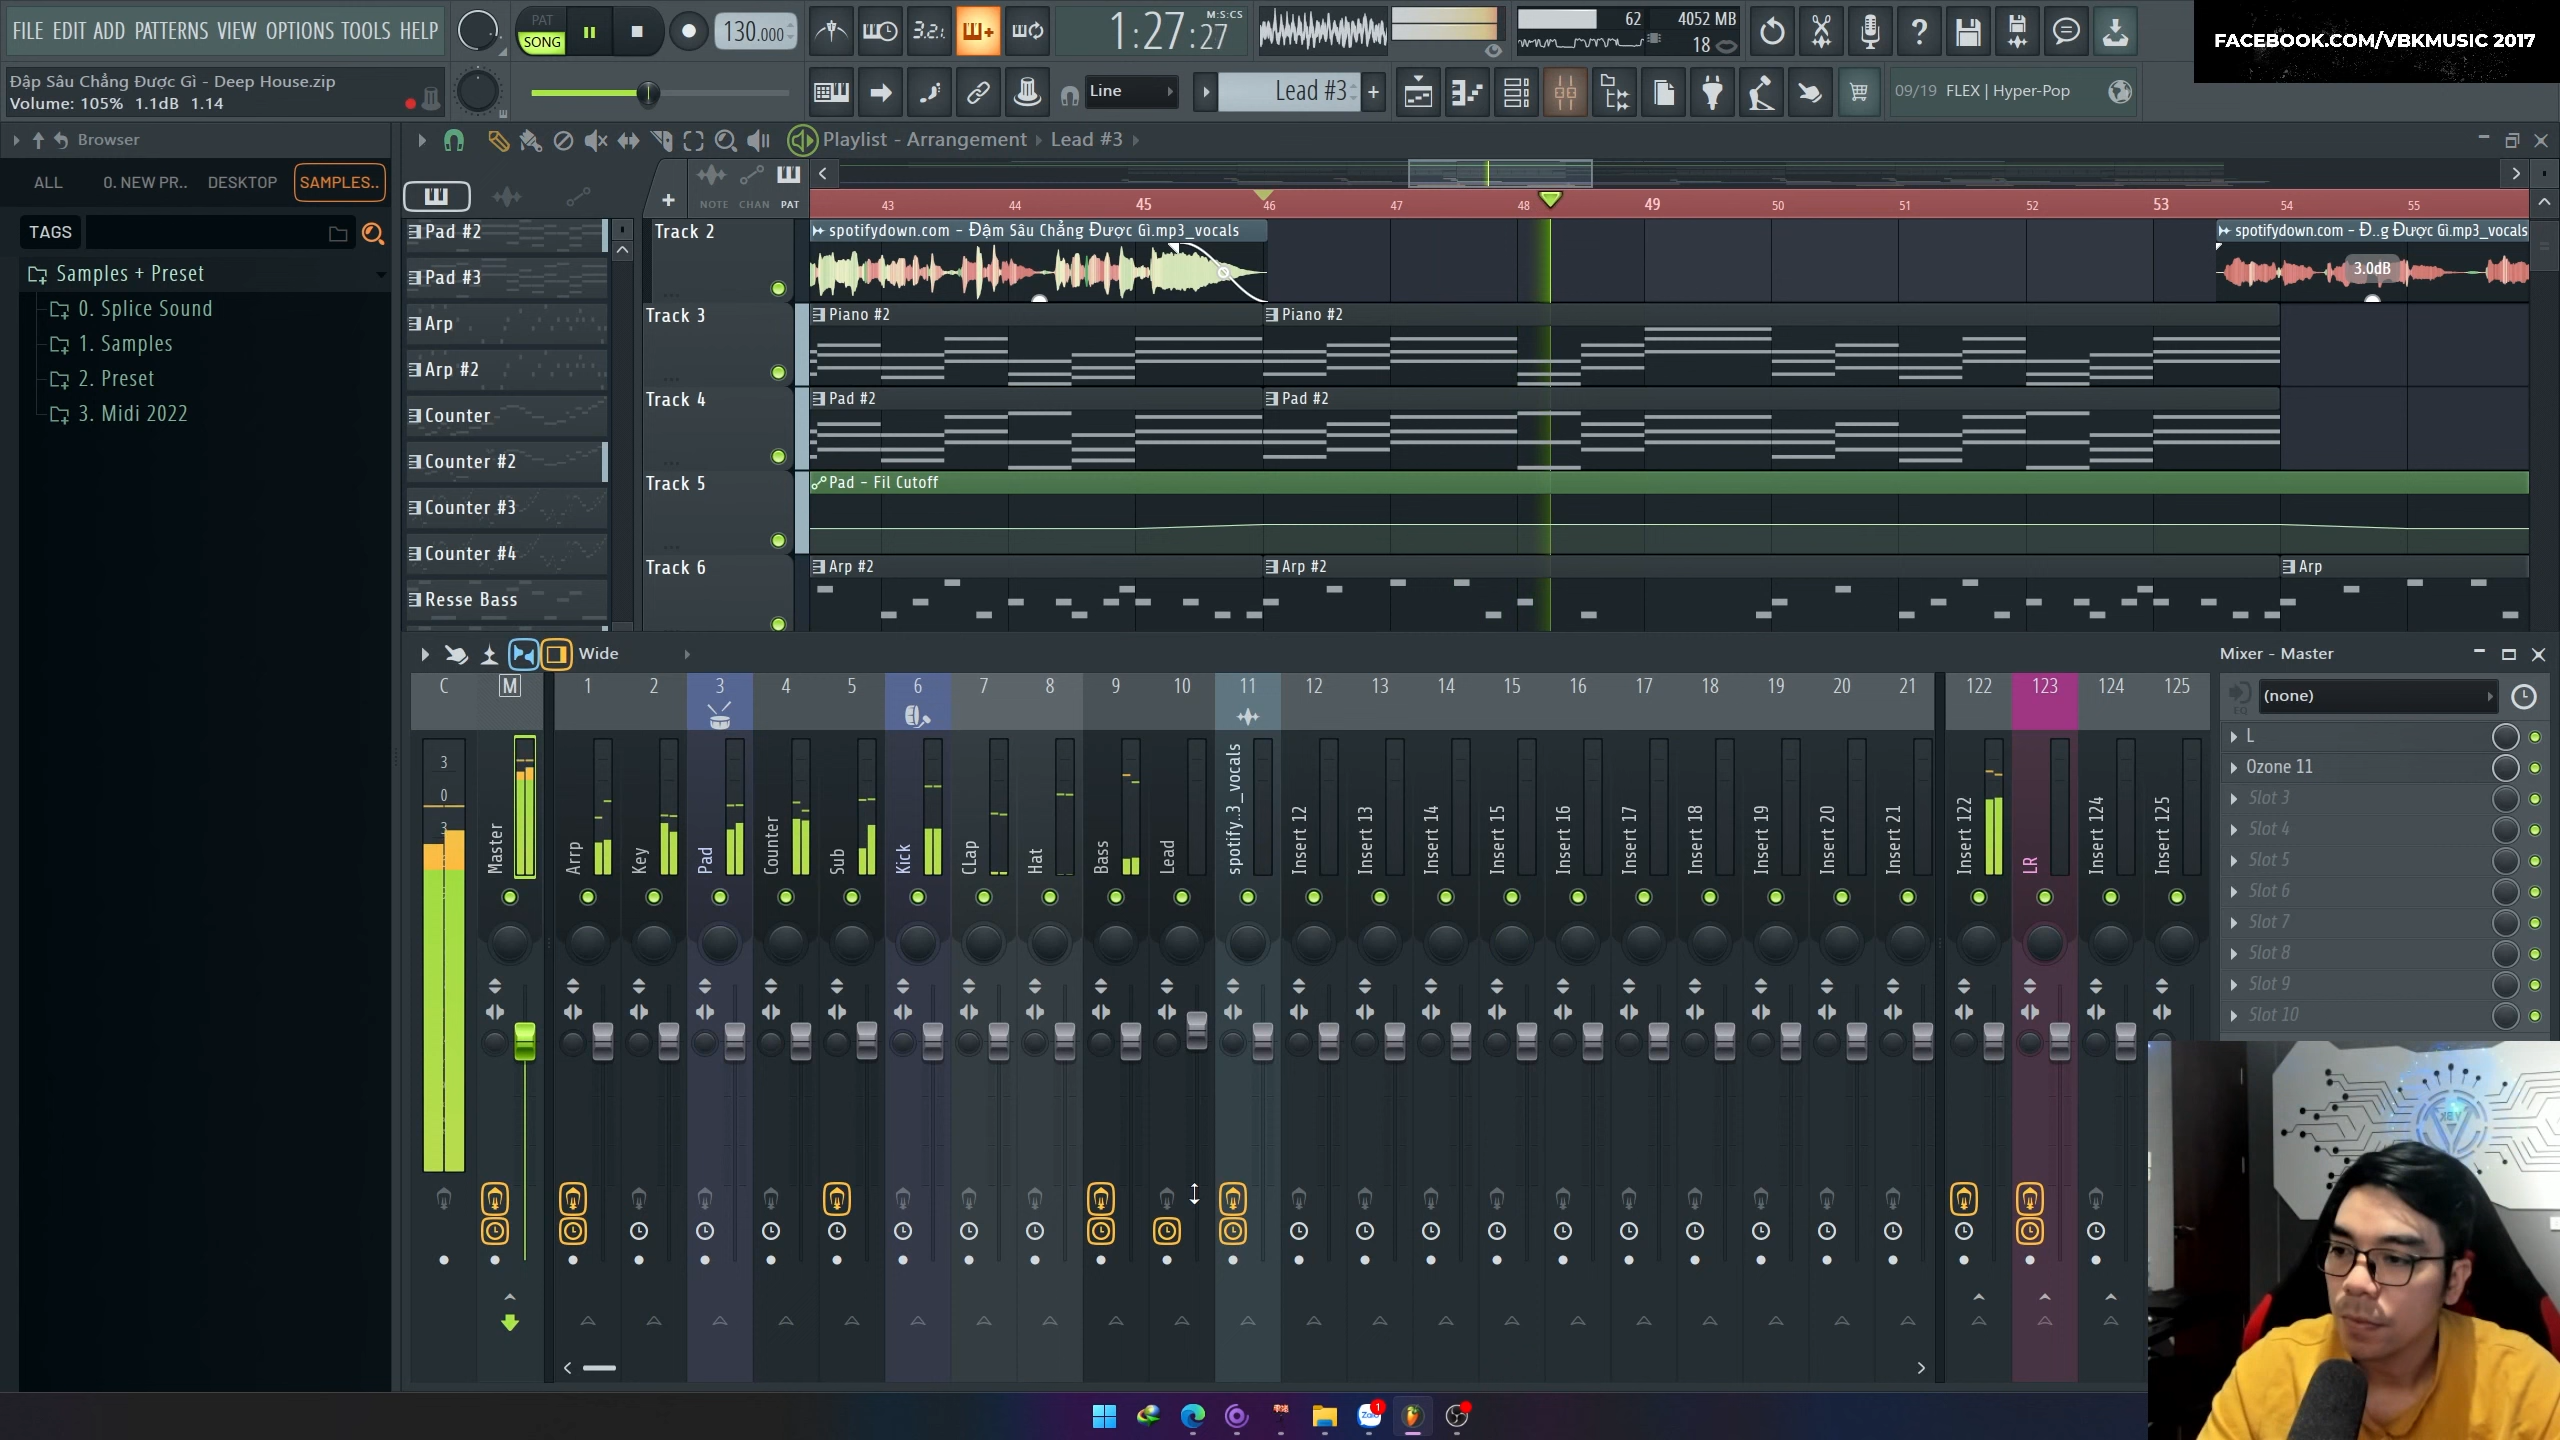 FILE EDIT ADD PATTERNS VIEW OPTIONS TOOLS HELP
PAT
SONG
130.000
3.2.1
1:27:27
M:S:CS
62
4052 MB
18
FACEBOOK.COM/VBKMUSIC 2017
Đập Sâu Chẳng Được Gì - Deep House.zip
Volume: 105% 1.1dB 1.14
Line
Lead #3
09/19 FLEX | Hyper-Pop
Browser
Playlist - Arrangement
Lead #3
ALL
0. NEW PR..
DESKTOP
SAMPLES..
TAGS
Samples + Preset
0. Splice Sound
1. Samples
2. Preset
3. Midi 2022
NOTE
CHAN
PAT
43
44
45
46
47
48
49
50
51
52
53
54
55
Pad #2
Pad #3
Arp
Arp #2
Counter
Counter #2
Counter #3
Counter #4
Resse Bass
Track 2
spotifydown.com - Đậm Sâu Chẳng Được Gì.mp3_vocals
spotifydown.com - Đ..g Được Gì.mp3_vocals
3.0dB
Track 3
Piano #2
Piano #2
Track 4
Pad #2
Pad #2
Track 5
Pad - Fil Cutoff
Track 6
Arp #2
Arp #2
Arp
Wide
Mixer - Master
C
M
1
2
3
4
5
6
7
8
9
10
11
12
13
14
15
16
17
18
19
20
21
122
123
124
125
3
0
3
Master
Arrp
Key
Pad
Counter
Sub
Kick
CLap
Hat
Bass
Lead
spotify..3_vocals
Insert 12
Insert 13
Insert 14
Insert 15
Insert 16
Insert 17
Insert 18
Insert 19
Insert 20
Insert 21
Insert 122
LR
Insert 124
Insert 125
EQ
(none)
L
Ozone 11
Slot 3
Slot 4
Slot 5
Slot 6
Slot 7
Slot 8
Slot 9
Slot 10
Zalo
1